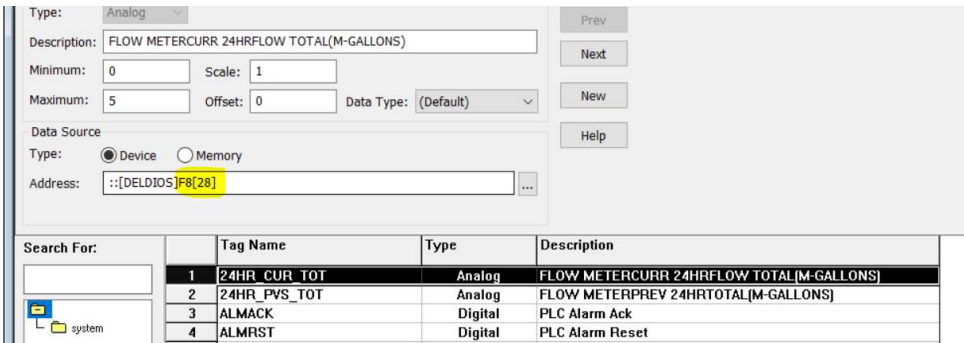 Type: Analog
Prev
Description: FLOW METERCURR 24HRFLOW TOTAL(M-GALLONS)
Next
Minimum: 0 Scale: 1
Maximum: 5 Offset: 0 Data Type: (Default)
New
Data Source
Help
Type: Device Memory
Address: ::[DELDIOS]F8[28] ...
Search For: Tag Name Type Description
1 24HR_CUR_TOT Analog FLOW METERCURR 24HRFLOW TOTAL(M-GALLONS)
2 24HR_PVS_TOT Analog FLOW METERPREV 24HRTOTAL(M-GALLONS)
3 ALMACK Digital PLC Alarm Ack
system
4 ALMRST Digital PLC Alarm Reset